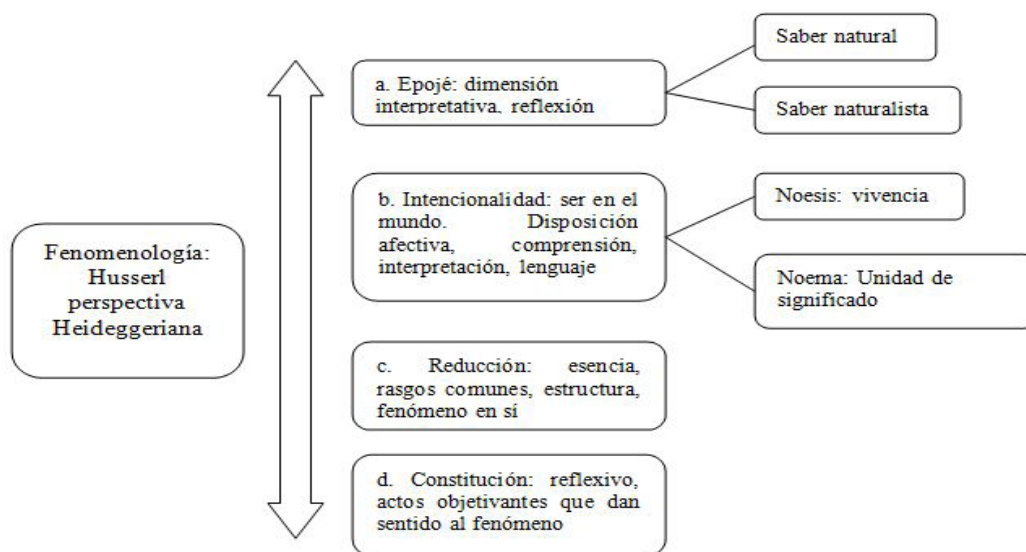 Fenomenología:
Husserl
perspectiva
Heideggeriana
a. Epojé: dimensión
interpretativa, reflexión
Saber natural
Saber naturalista
b. Intencionalidad: ser en el
mundo. Disposición
afectiva, comprensión,
interpretación, lenguaje
Noesis: vivencia
Noema: Unidad de
significado
c. Reducción: esencia,
rasgos comunes, estructura,
fenómeno en sí
d. Constitución: reflexivo,
actos objetivantes que dan
sentido al fenómeno